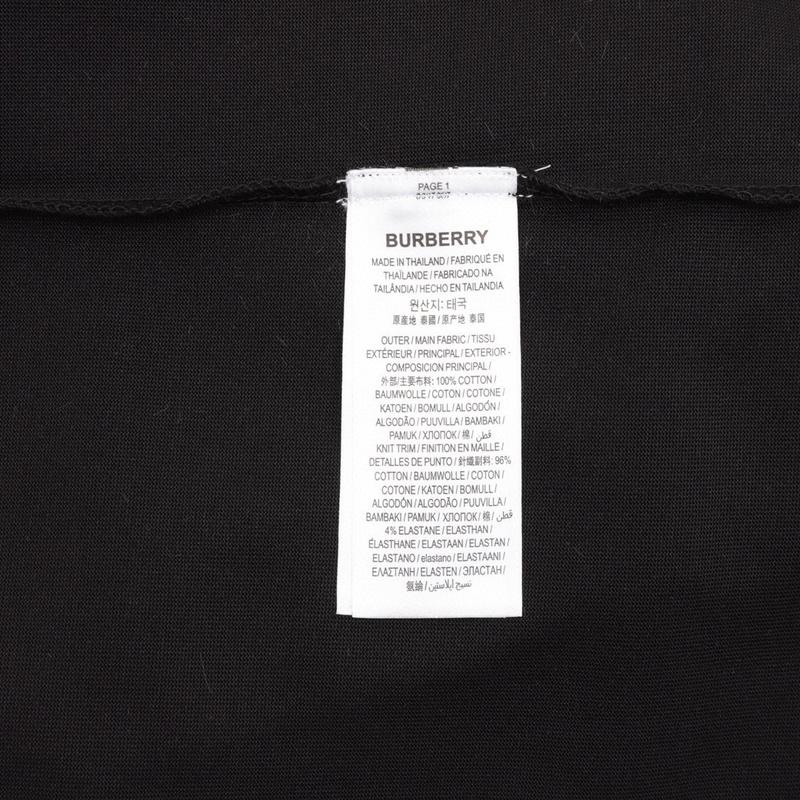 PAGE 1
BURBERRY
MADE IN THAILAND / FABRIQUÉ EN
THAÏLANDE / FABRICADO NA
TAILÂNDIA / HECHO EN TAILANDIA
원산지: 태국
原產地 泰國 / 原产地 泰国
OUTER / MAIN FABRIC / TISSU
EXTÉRIEUR / PRINCIPAL / EXTERIOR -
COMPOSICION PRINCIPAL /
外部/主要布料: 100% COTTON /
BAUMWOLLE / COTON / COTONE /
KATOEN / BOMULL / ALGODÓN /
ALGODÃO / PUUVILLA / BAMBAKI /
PAMUK / ХЛОПОК / 棉 / قطن
KNIT TRIM / FINITION EN MAILLE /
DETALLES DE PUNTO / 針織副料: 96%
COTTON / BAUMWOLLE / COTON /
COTONE / KATOEN / BOMULL /
ALGODÓN / ALGODÃO / PUUVILLA /
BAMBAKI / PAMUK / ХЛОПОК / 棉 / قطن
4% ELASTANE / ELASTHAN /
ÉLASTHANE / ELASTAAN / ELASTAN /
ELASTANO / elastano / ELASTAANI /
ΕΛΑΣΤΑΝΗ / ELASTEN / ЭЛАСТАН /
氨綸 / نسيج ايلاستين